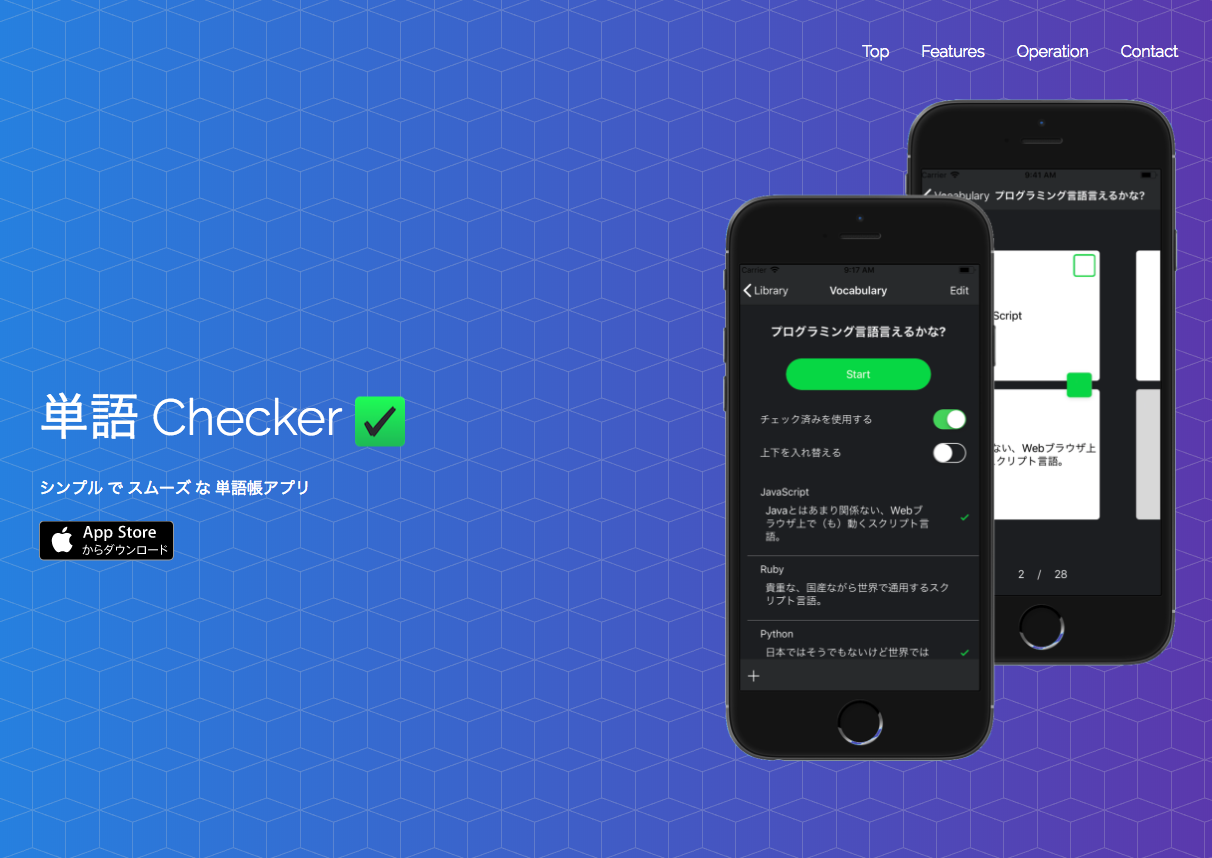 Top Features Operation Contact
単語 Checker
シンプル で スムーズ な 単語帳アプリ
App Store
からダウンロード
Carrier 9:41 AM
Vocabulary プログラミング言語言えるかな?
Script
ない、Webブラウザ上
クリプト言語。
2 / 28
Carrier 9:17 AM
Library Vocabulary Edit
プログラミング言語言えるかな?
Start
チェック済みを使用する
上下を入れ替える
JavaScript
Javaとはあまり関係ない、Webブ
ラウザ上で（も）動くスクリプト言
語。
Ruby
貴重な、国産ながら世界で通用するスク
リプト言語。
Python
日本ではそうでもないけど世界では